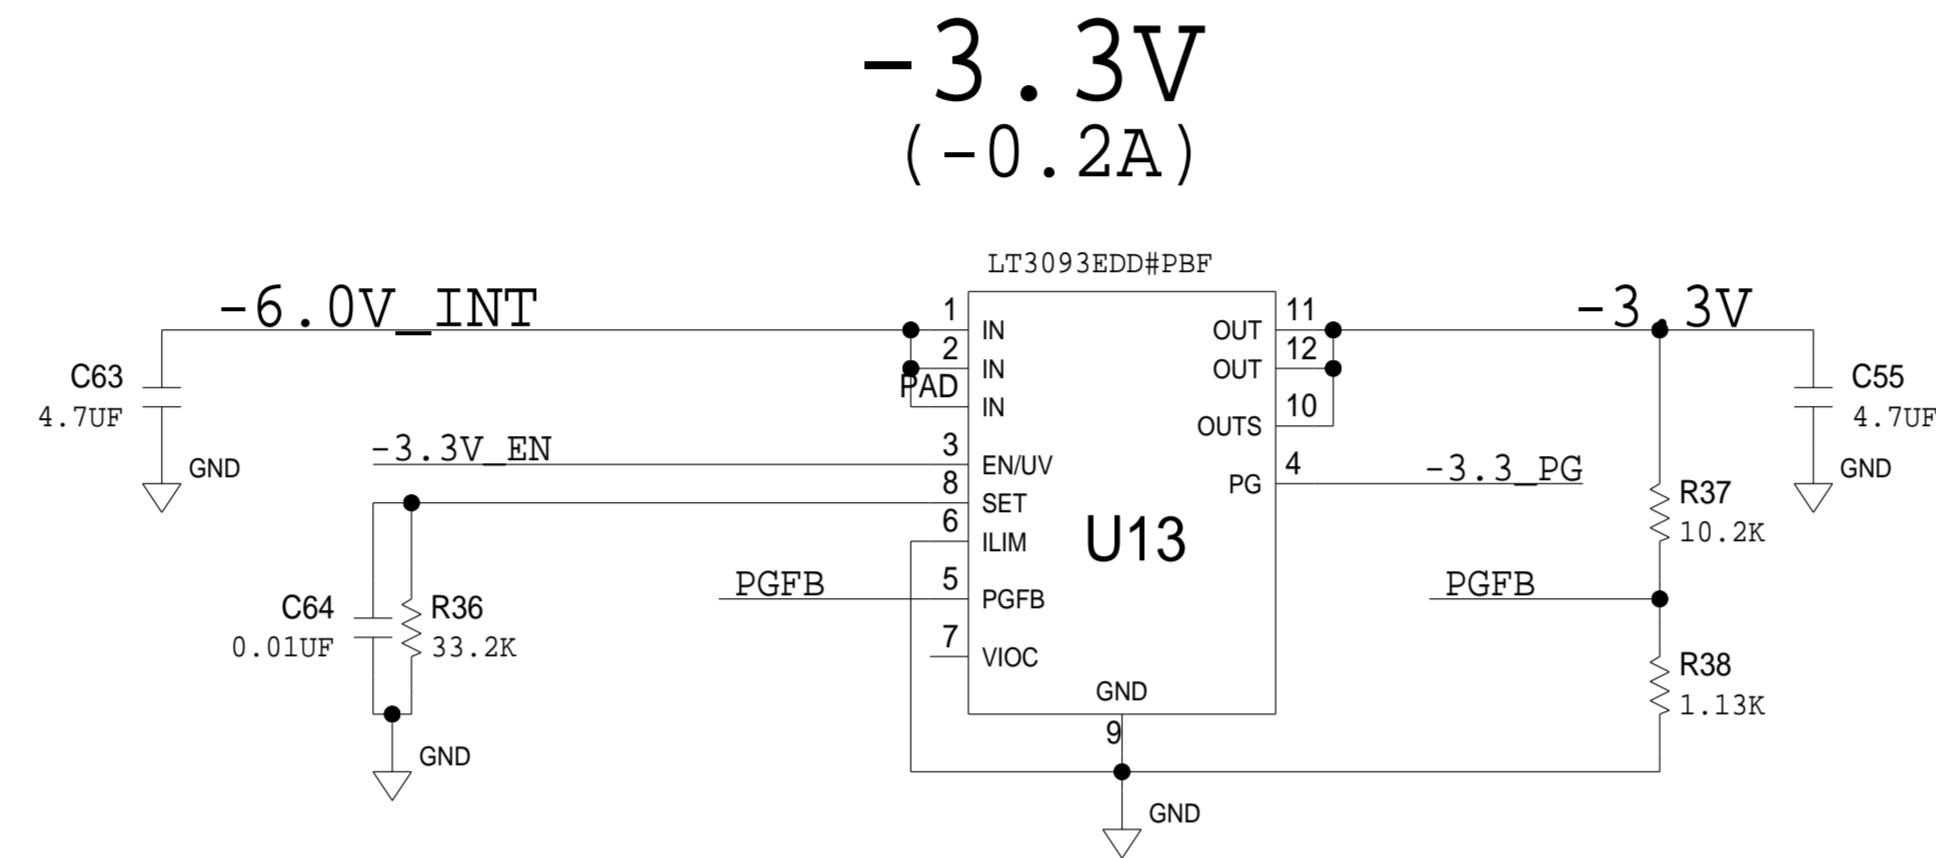 -3.3V
(-0.2A)
LT3093EDD#PBF
-6.0V_INT
-3.3V
1
IN
2
IN
PAD
IN
11
OUT
12
OUT
10
OUTS
C63
4.7UF
GND
C55
4.7UF
GND
-3.3V_EN
3
EN/UV
8
SET
6
ILIM
4
PG
-3.3_PG
U13
R37
10.2K
PGFB
5
PGFB
PGFB
7
VIOC
C64
0.01UF
R36
33.2K
GND
R38
1.13K
GND
9
GND